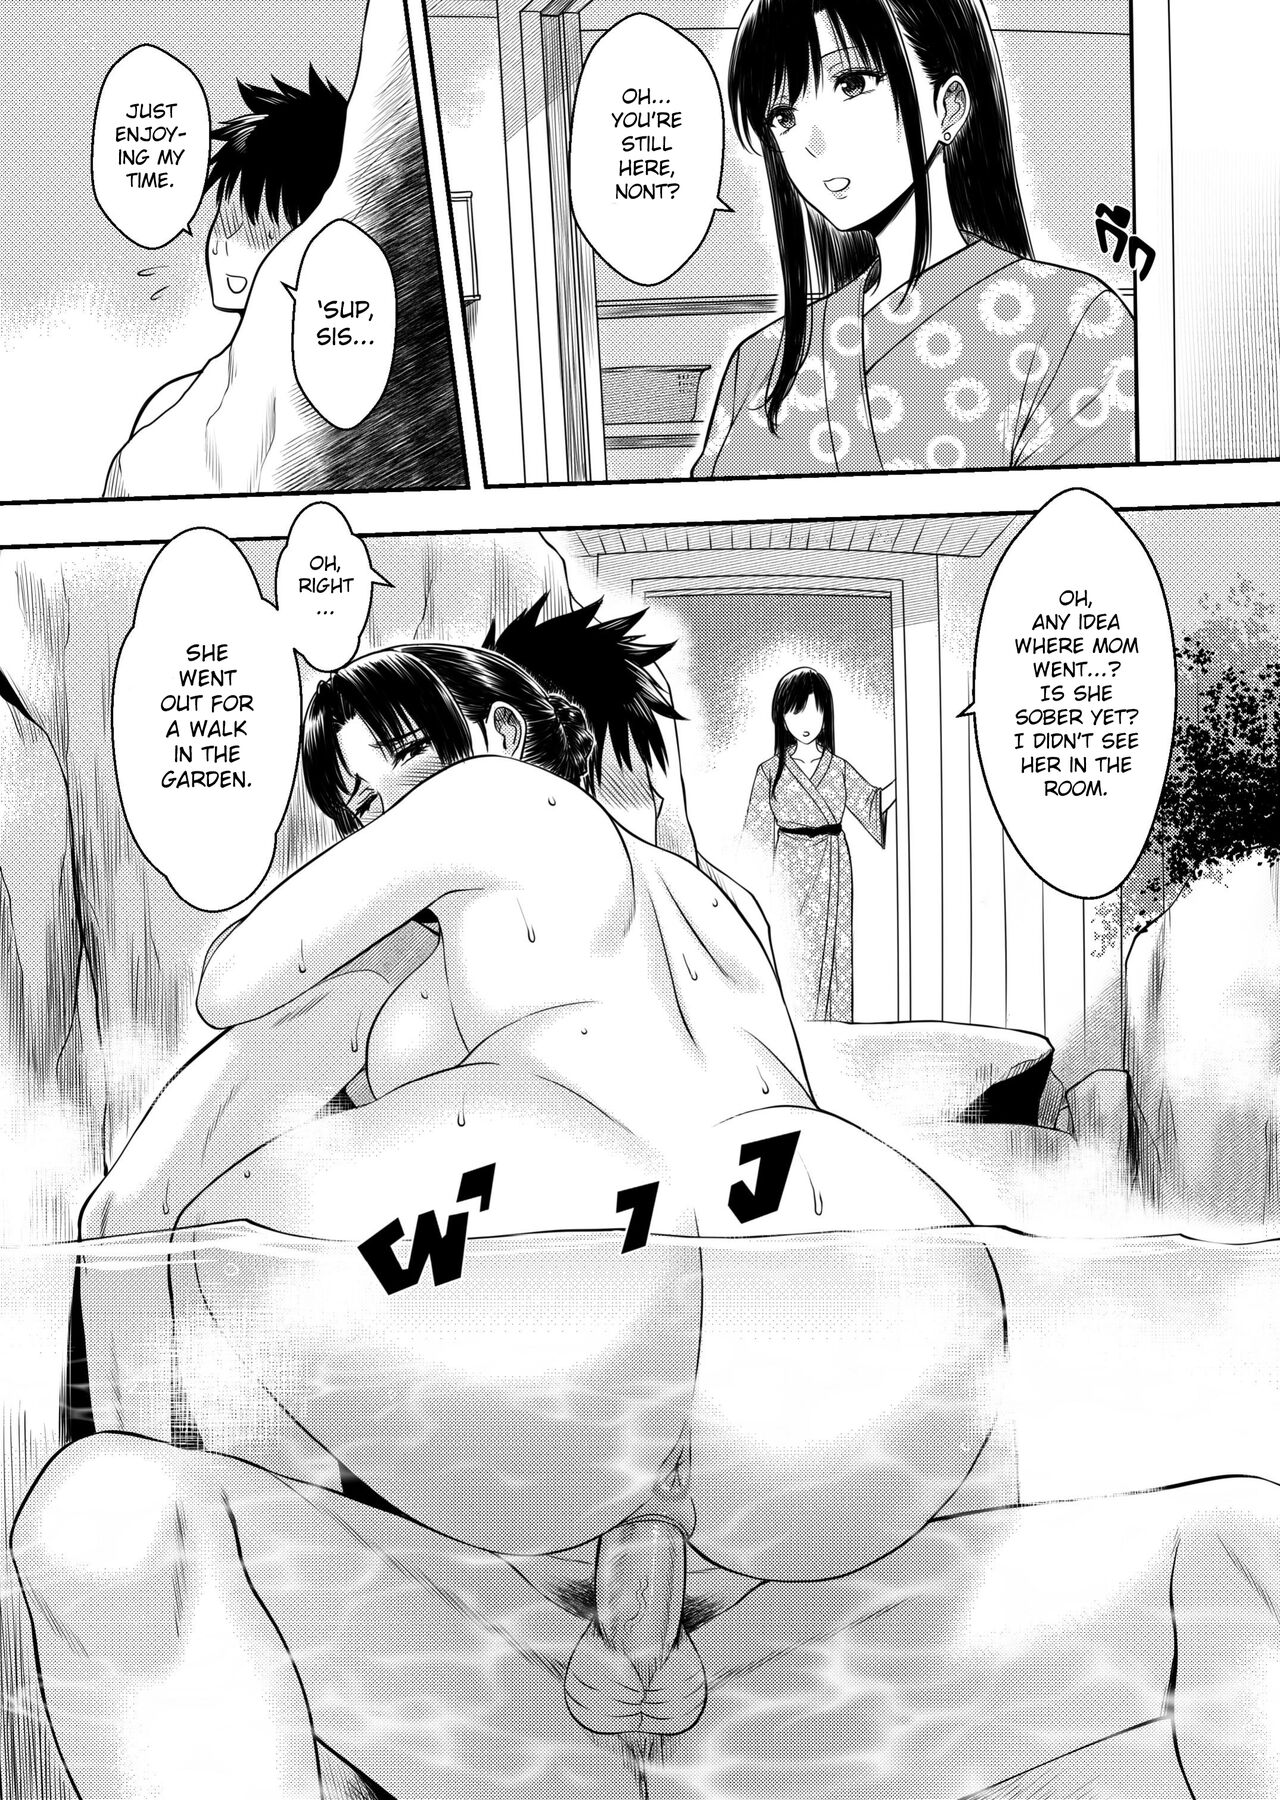 OH...
YOU'RE
STILL
HERE,
NONT?
'SUP,
SIS...
JUST
ENJOY-
ING MY
TIME.
OH,
ANY IDEA
WHERE MOM
WENT...?
IS SHE
SOBER YET?
I DIDN'T SEE
HER IN THE
ROOM.
OH,
RIGHT
...
SHE
WENT
OUT FOR
A WALK
IN THE
GARDEN.